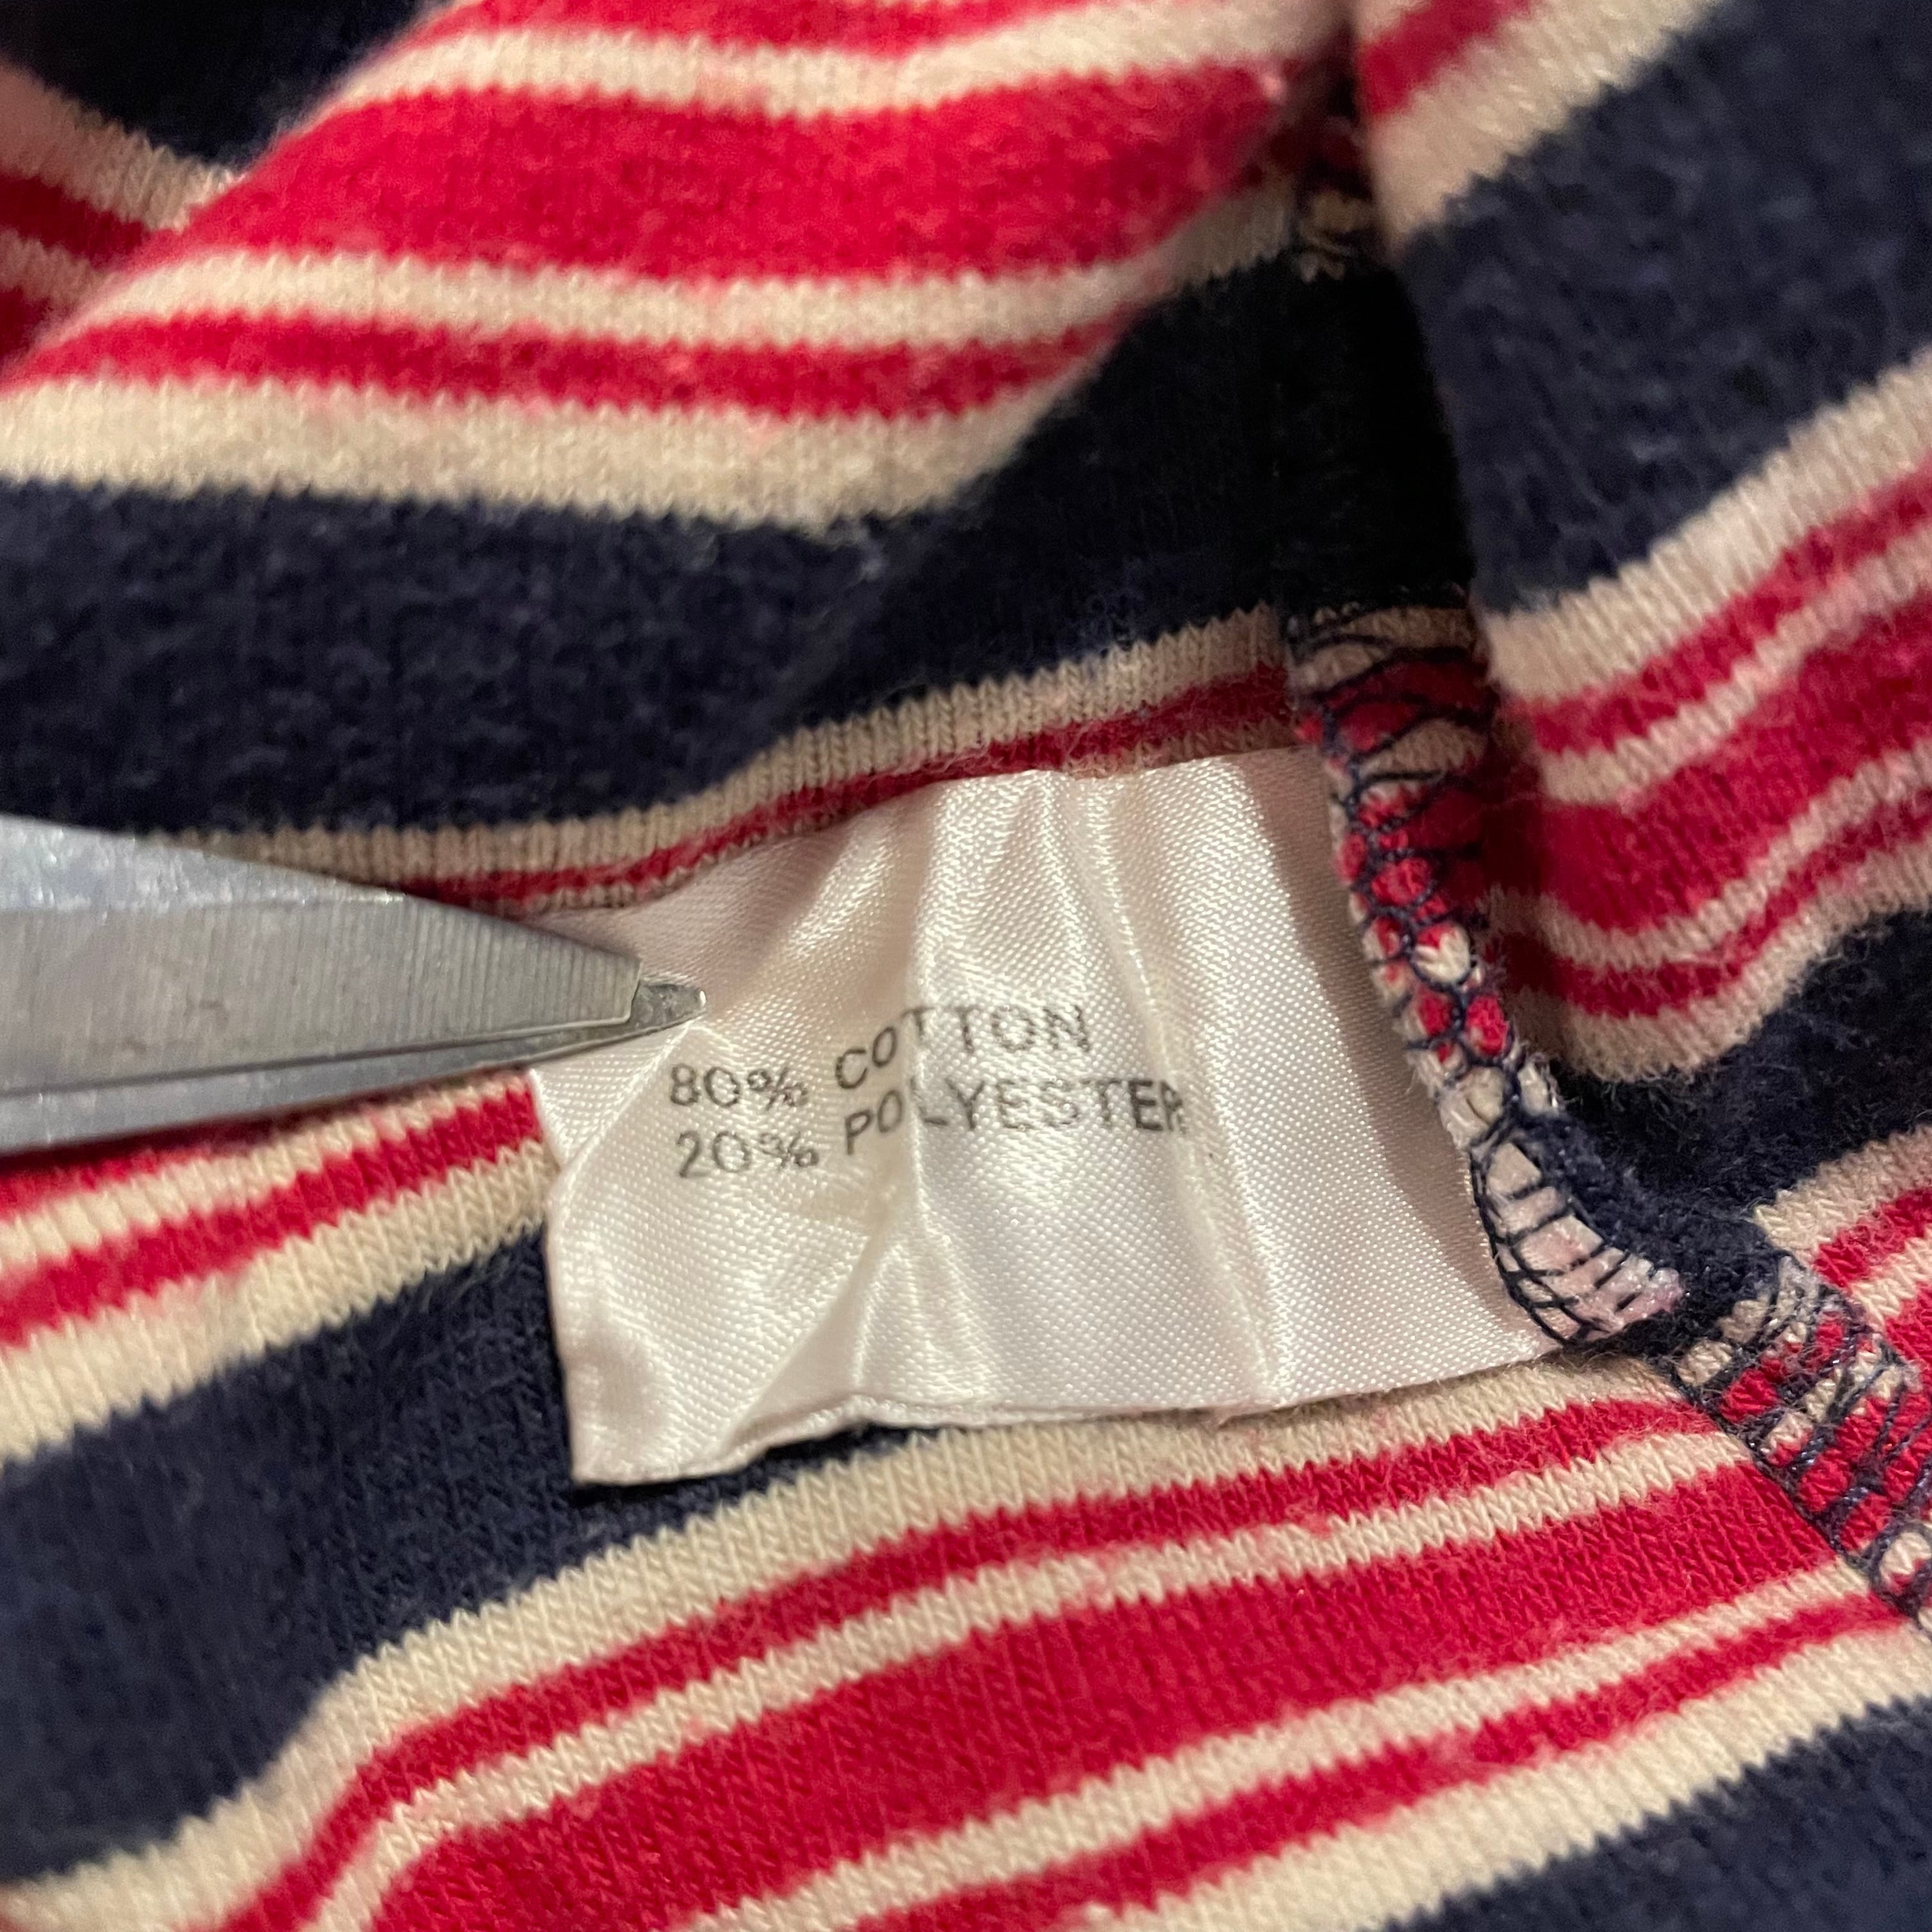 80% COTTON
20% POLYESTER